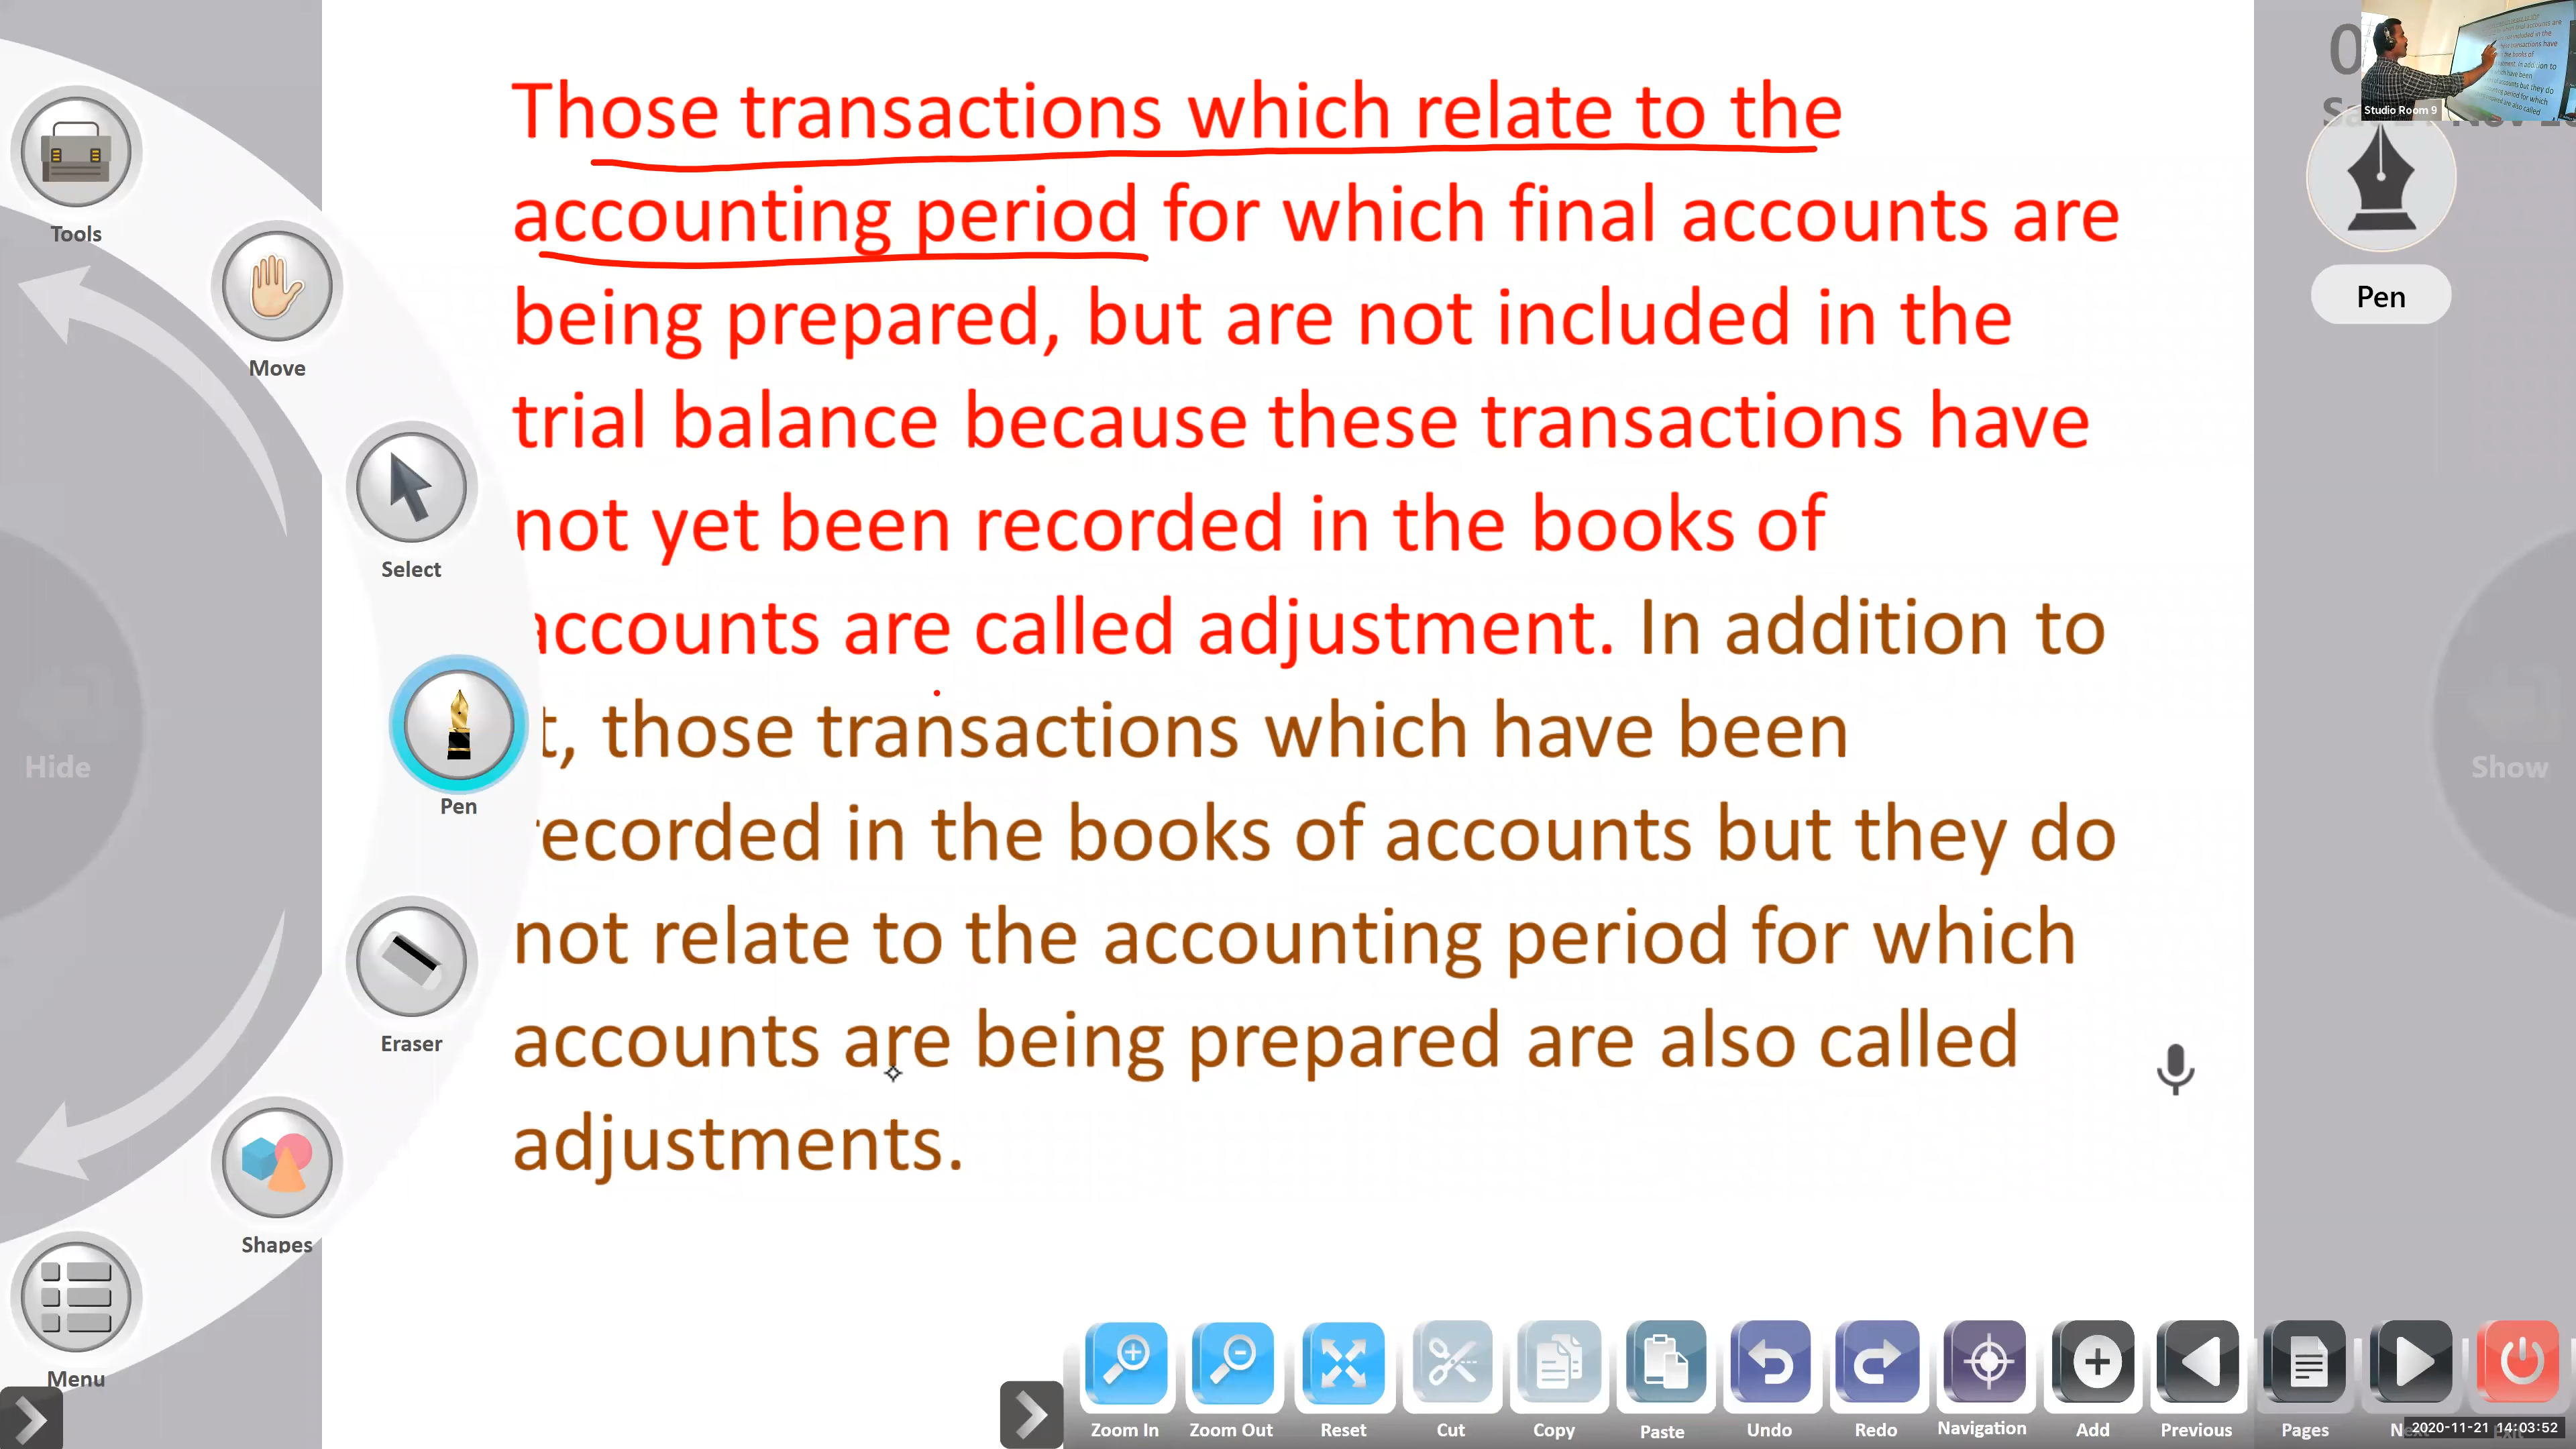 Those transactions which relate to the
accounting period for which final accounts are
being prepared, but are not included in the
trial balance because these transactions have
not yet been recorded in the books of
accounts are called adjustment. In addition to
t, those transactions which have been
recorded in the books of accounts but they do
not relate to the accounting period for which
accounts are being prepared are also called
adjustments.
Tools
Move
Select
Pen
Eraser
Shapes
Menu
Hide
Studio Room 9
Pen
Show
Zoom In
Zoom Out
Reset
Cut
Copy
Paste
Undo
Redo
Navigation
Add
Previous
Pages
2020-11-21 14:03:52